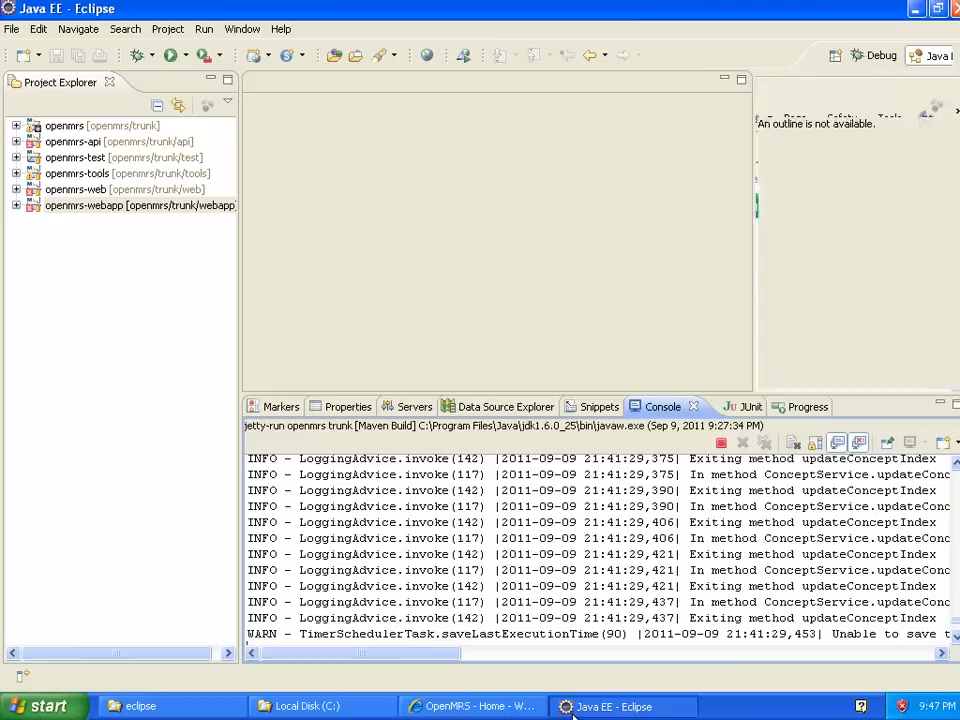 Java EE - Eclipse
File Edit Navigate Search Project Run Window Help
Debug Java
Project Explorer
openmrs [openmrs/trunk]
openmrs-api [openmrs/trunk/api]
openmrs-test [openmrs/trunk/test]
openmrs-tools [openmrs/trunk/tools]
openmrs-web [openmrs/trunk/web]
openmrs-webapp [openmrs/trunk/webapp]
An outline is not available.
Markers Properties Servers Data Source Explorer Snippets Console JUnit Progress
jetty-run openmrs trunk [Maven Build] C:\Program Files\Java\jdk1.6.0_25\bin\javaw.exe (Sep 9, 2011 9:27:34 PM)
INFO - LoggingAdvice.invoke(142) |2011-09-09 21:41:29,375| Exiting method updateConceptIndex
INFO - LoggingAdvice.invoke(117) |2011-09-09 21:41:29,375| In method ConceptService.updateConc
INFO - LoggingAdvice.invoke(142) |2011-09-09 21:41:29,390| Exiting method updateConceptIndex
INFO - LoggingAdvice.invoke(117) |2011-09-09 21:41:29,390| In method ConceptService.updateConc
INFO - LoggingAdvice.invoke(142) |2011-09-09 21:41:29,406| Exiting method updateConceptIndex
INFO - LoggingAdvice.invoke(117) |2011-09-09 21:41:29,406| In method ConceptService.updateConc
INFO - LoggingAdvice.invoke(142) |2011-09-09 21:41:29,421| Exiting method updateConceptIndex
INFO - LoggingAdvice.invoke(117) |2011-09-09 21:41:29,421| In method ConceptService.updateConc
INFO - LoggingAdvice.invoke(142) |2011-09-09 21:41:29,437| Exiting method updateConceptIndex
INFO - LoggingAdvice.invoke(117) |2011-09-09 21:41:29,437| In method ConceptService.updateConc
INFO - LoggingAdvice.invoke(142) |2011-09-09 21:41:29,437| Exiting method updateConceptIndex
WARN - TimerSchedulerTask.saveLastExecutionTime(90) |2011-09-09 21:41:29,453| Unable to save t
start eclipse Local Disk (C:) OpenMRS - Home - W... Java EE - Eclipse 9:47 PM